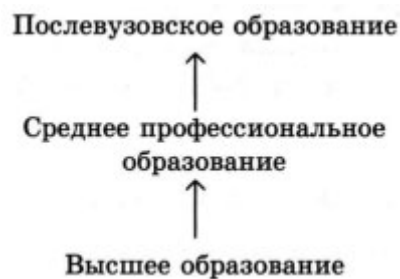 Послевузовское образование
Среднее профессиональное
образование
Высшее образование